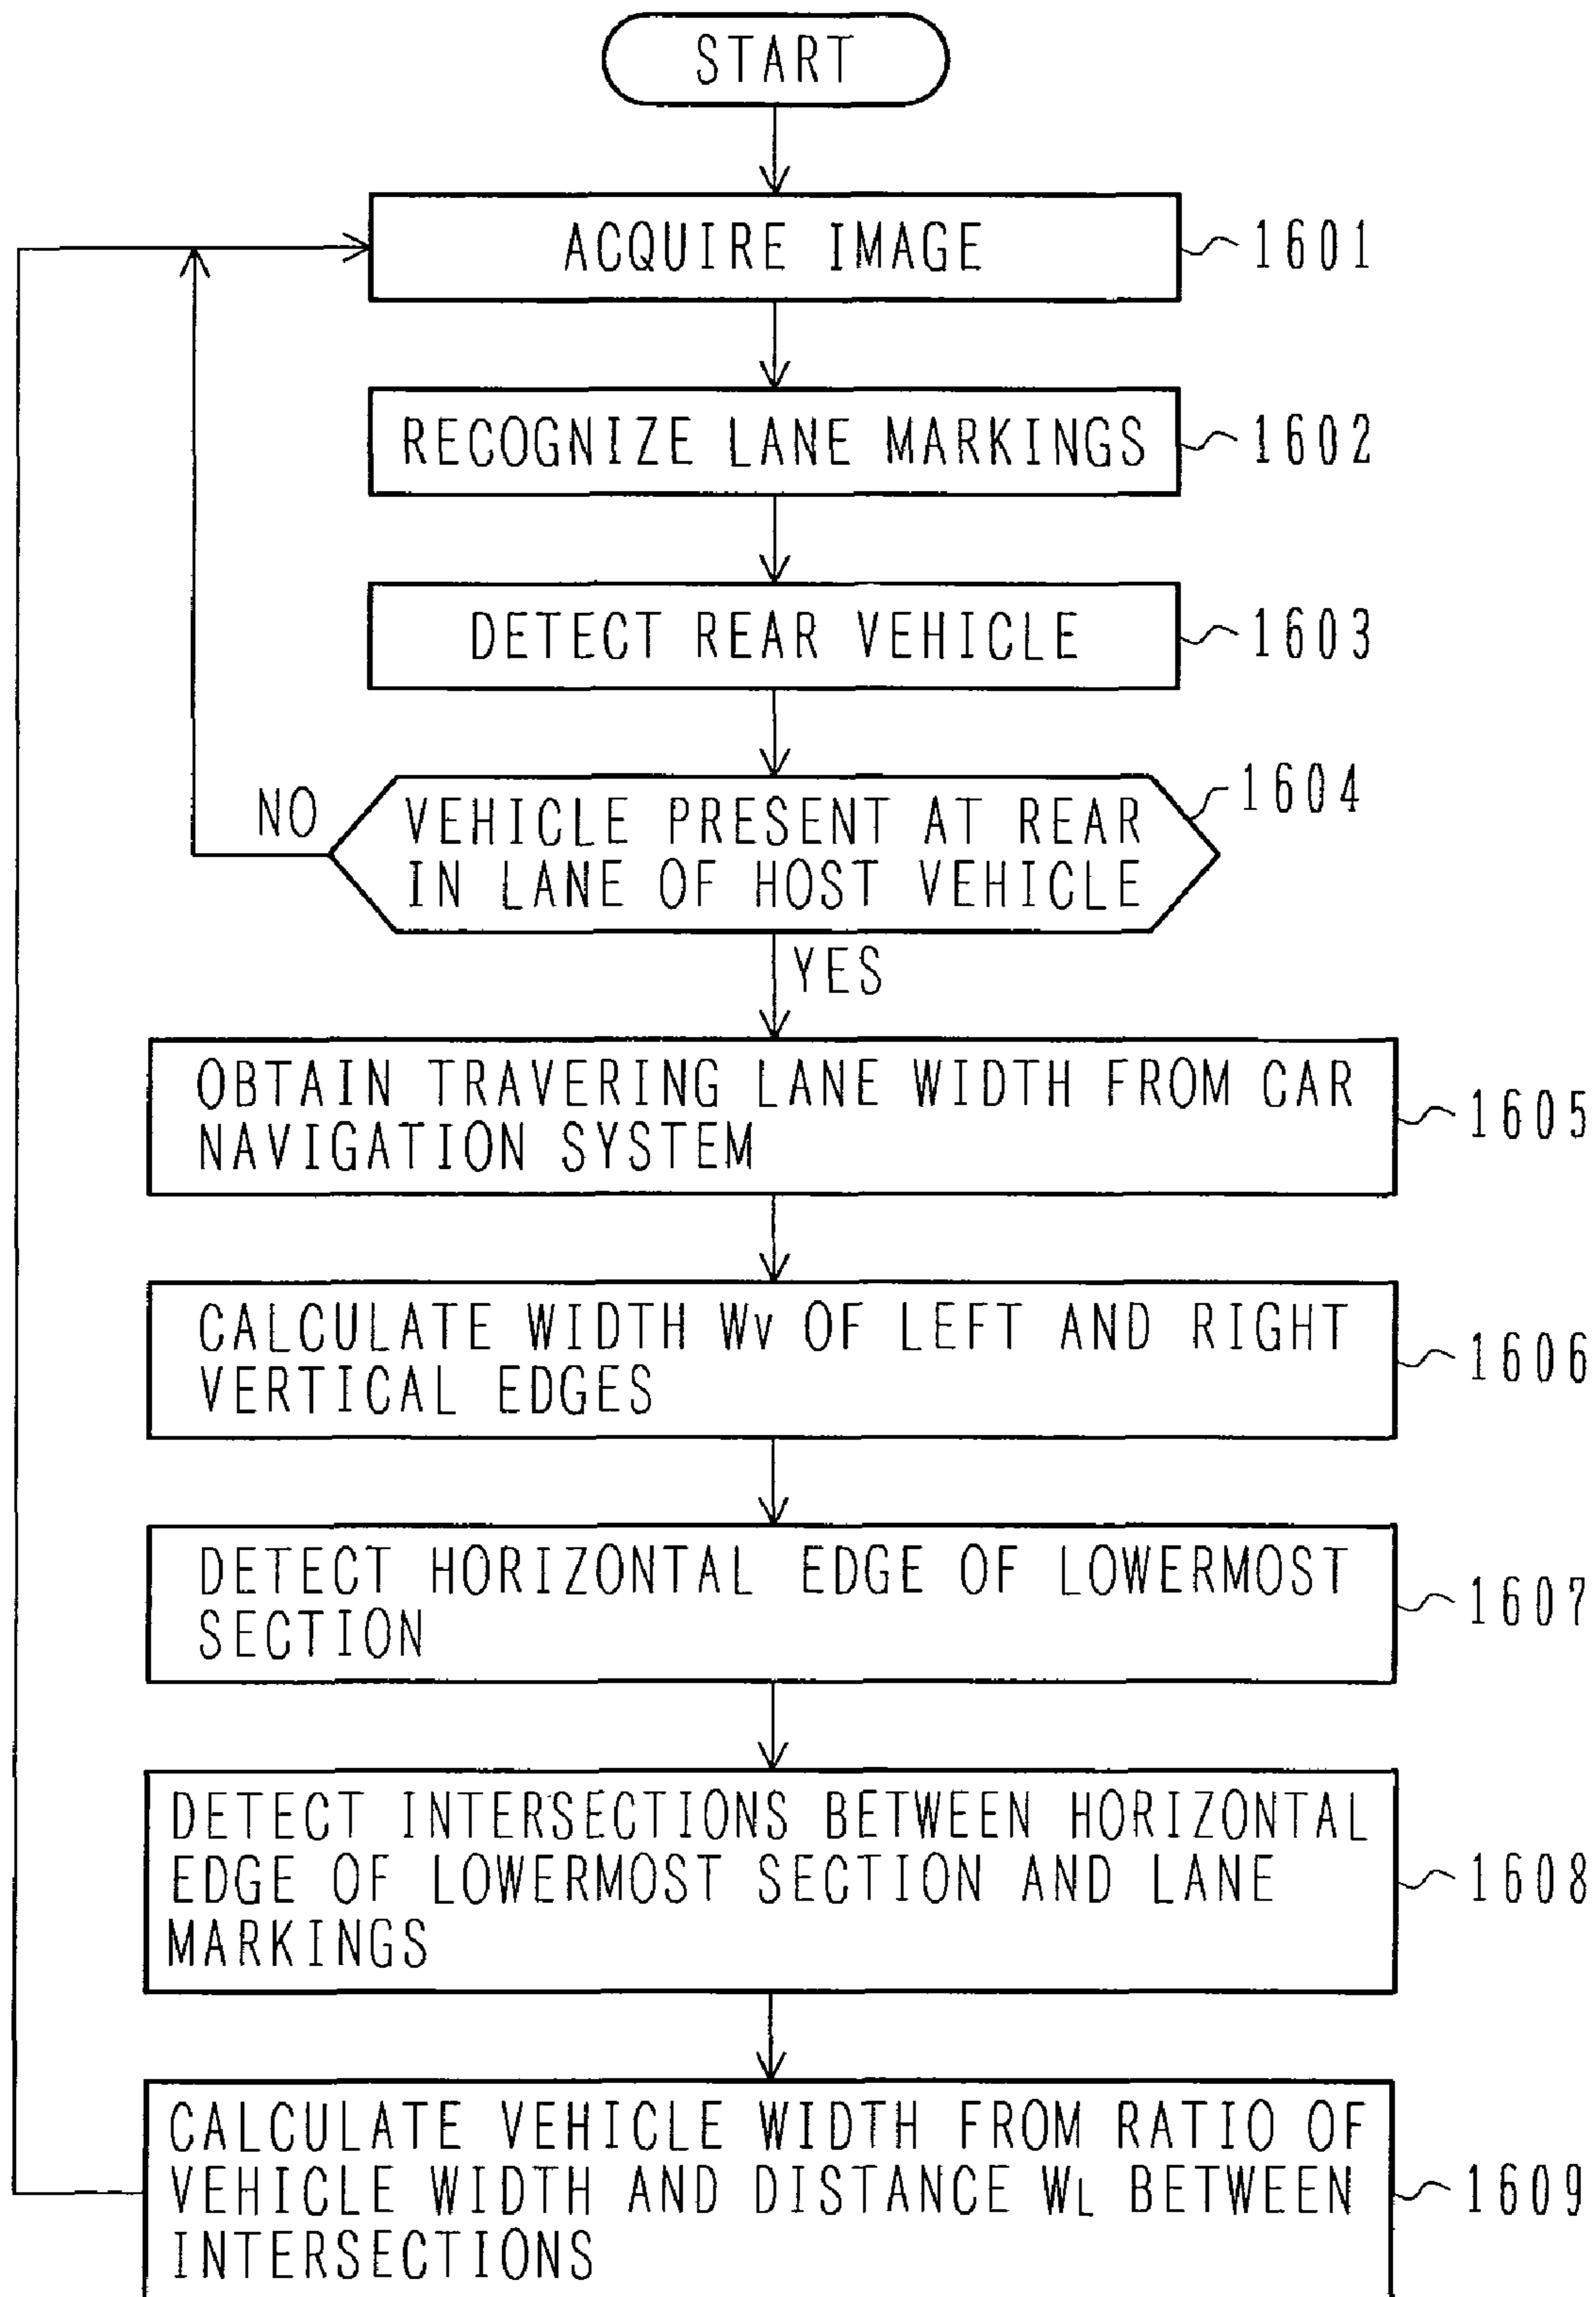 START
ACQUIRE IMAGE
1601
RECOGNIZE LANE MARKINGS
1602
DETECT REAR VEHICLE
1603
1604
NO
VEHICLE PRESENT AT REAR
IN LANE OF HOST VEHICLE
YES
OBTAIN TRAVERING LANE WIDTH FROM CAR
NAVIGATION SYSTEM
1605
CALCULATE WIDTH WV OF LEFT AND RIGHT
VERTICAL EDGES
1606
DETECT HORIZONTAL EDGE OF LOWERMOST
SECTION
1607
DETECT INTERSECTIONS BETWEEN HORIZONTAL
EDGE OF LOWERMOST SECTION AND LANE
MARKINGS
1608
CALCULATE VEHICLE WIDTH FROM RATIO OF
VEHICLE WIDTH AND DISTANCE WL BETWEEN
INTERSECTIONS
1609